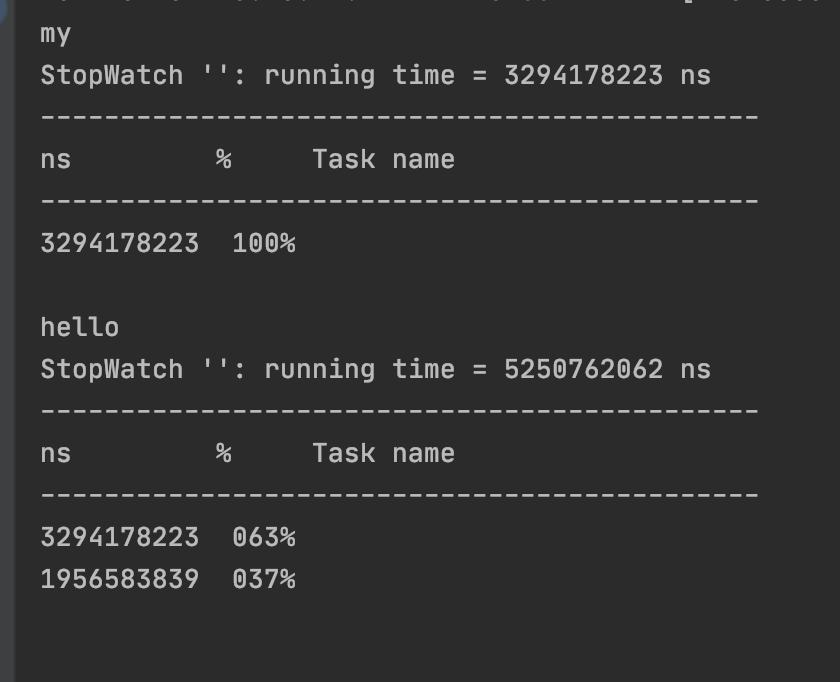 my
StopWatch '': running time = 3294178223 ns
---------------------------------------------
ns         %     Task name
---------------------------------------------
3294178223  100%
hello
StopWatch '': running time = 5250762062 ns
---------------------------------------------
ns         %     Task name
---------------------------------------------
3294178223  063%
1956583839  037%